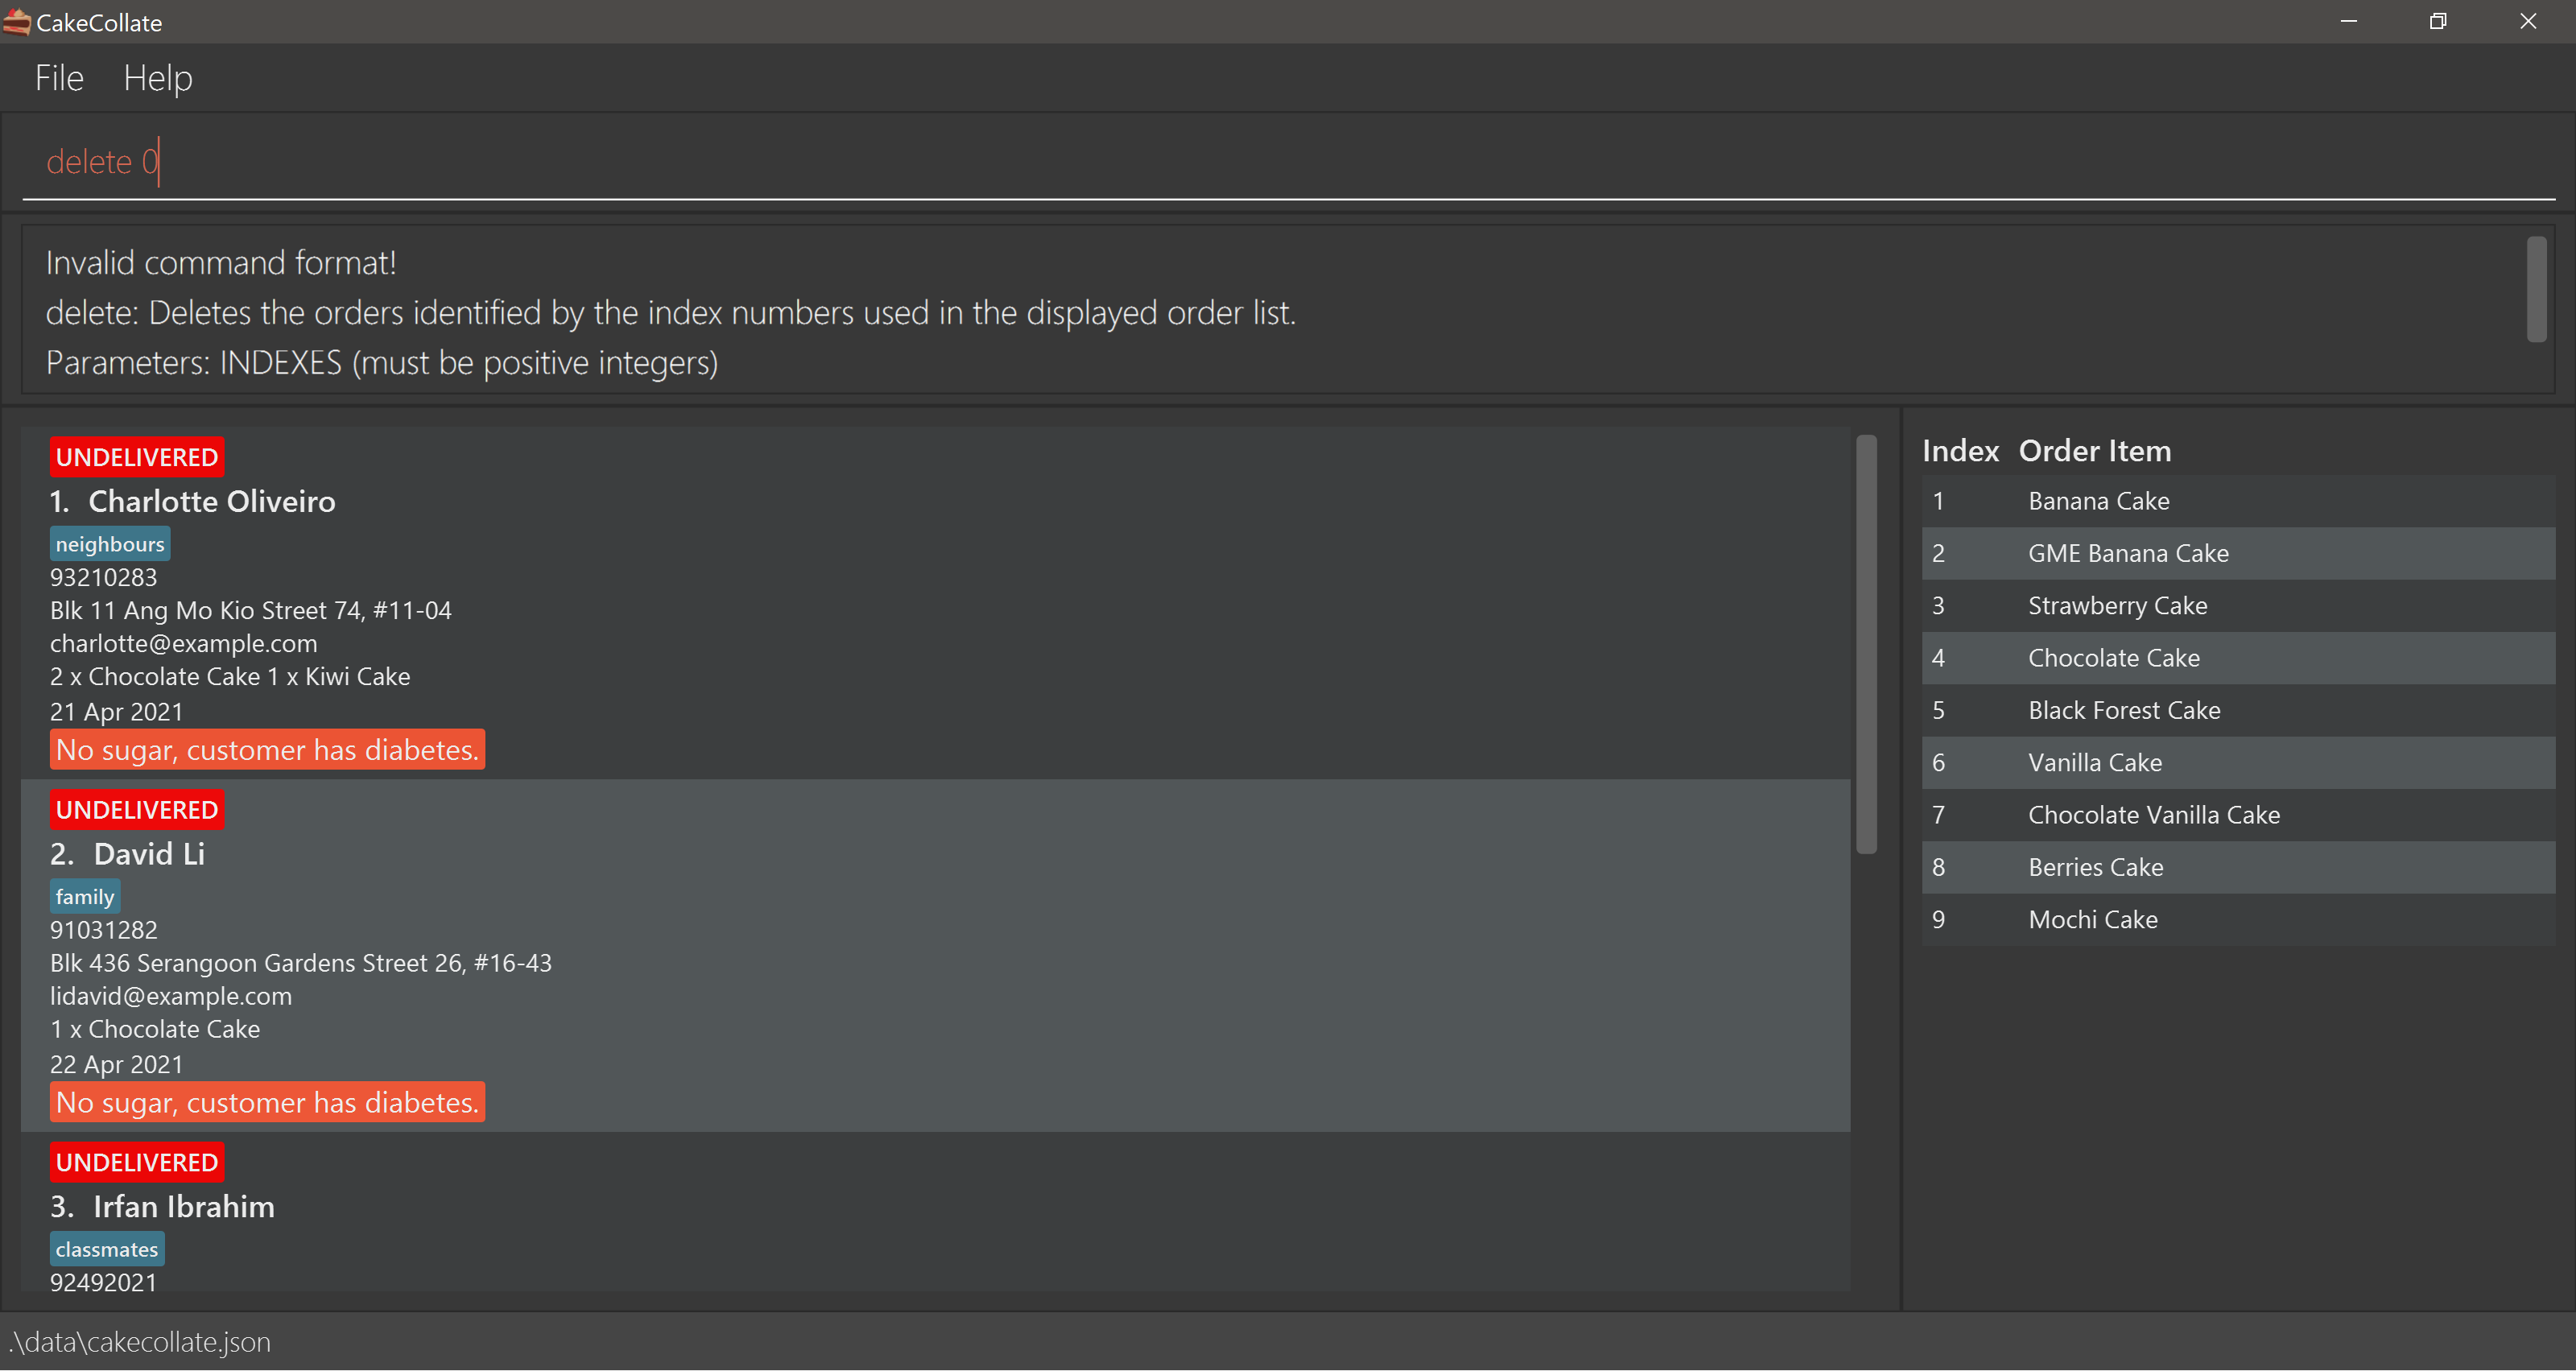 CakeCollate
File Help
delete 0
Invalid command format!
delete: Deletes the orders identified by the index numbers used in the displayed order list.
Parameters: INDEXES (must be positive integers)
UNDELIVERED
1. Charlotte Oliveiro
neighbours
93210283
Blk 11 Ang Mo Kio Street 74, #11-04
charlotte@example.com
2 x Chocolate Cake 1 x Kiwi Cake
21 Apr 2021
No sugar, customer has diabetes.
UNDELIVERED
2. David Li
family
91031282
Blk 436 Serangoon Gardens Street 26, #16-43
lidavid@example.com
1 x Chocolate Cake
22 Apr 2021
No sugar, customer has diabetes.
UNDELIVERED
3. Irfan Ibrahim
classmates
92492021
Index Order Item
1 Banana Cake
2 GME Banana Cake
3 Strawberry Cake
4 Chocolate Cake
5 Black Forest Cake
6 Vanilla Cake
7 Chocolate Vanilla Cake
8 Berries Cake
9 Mochi Cake
.\data\cakecollate.json